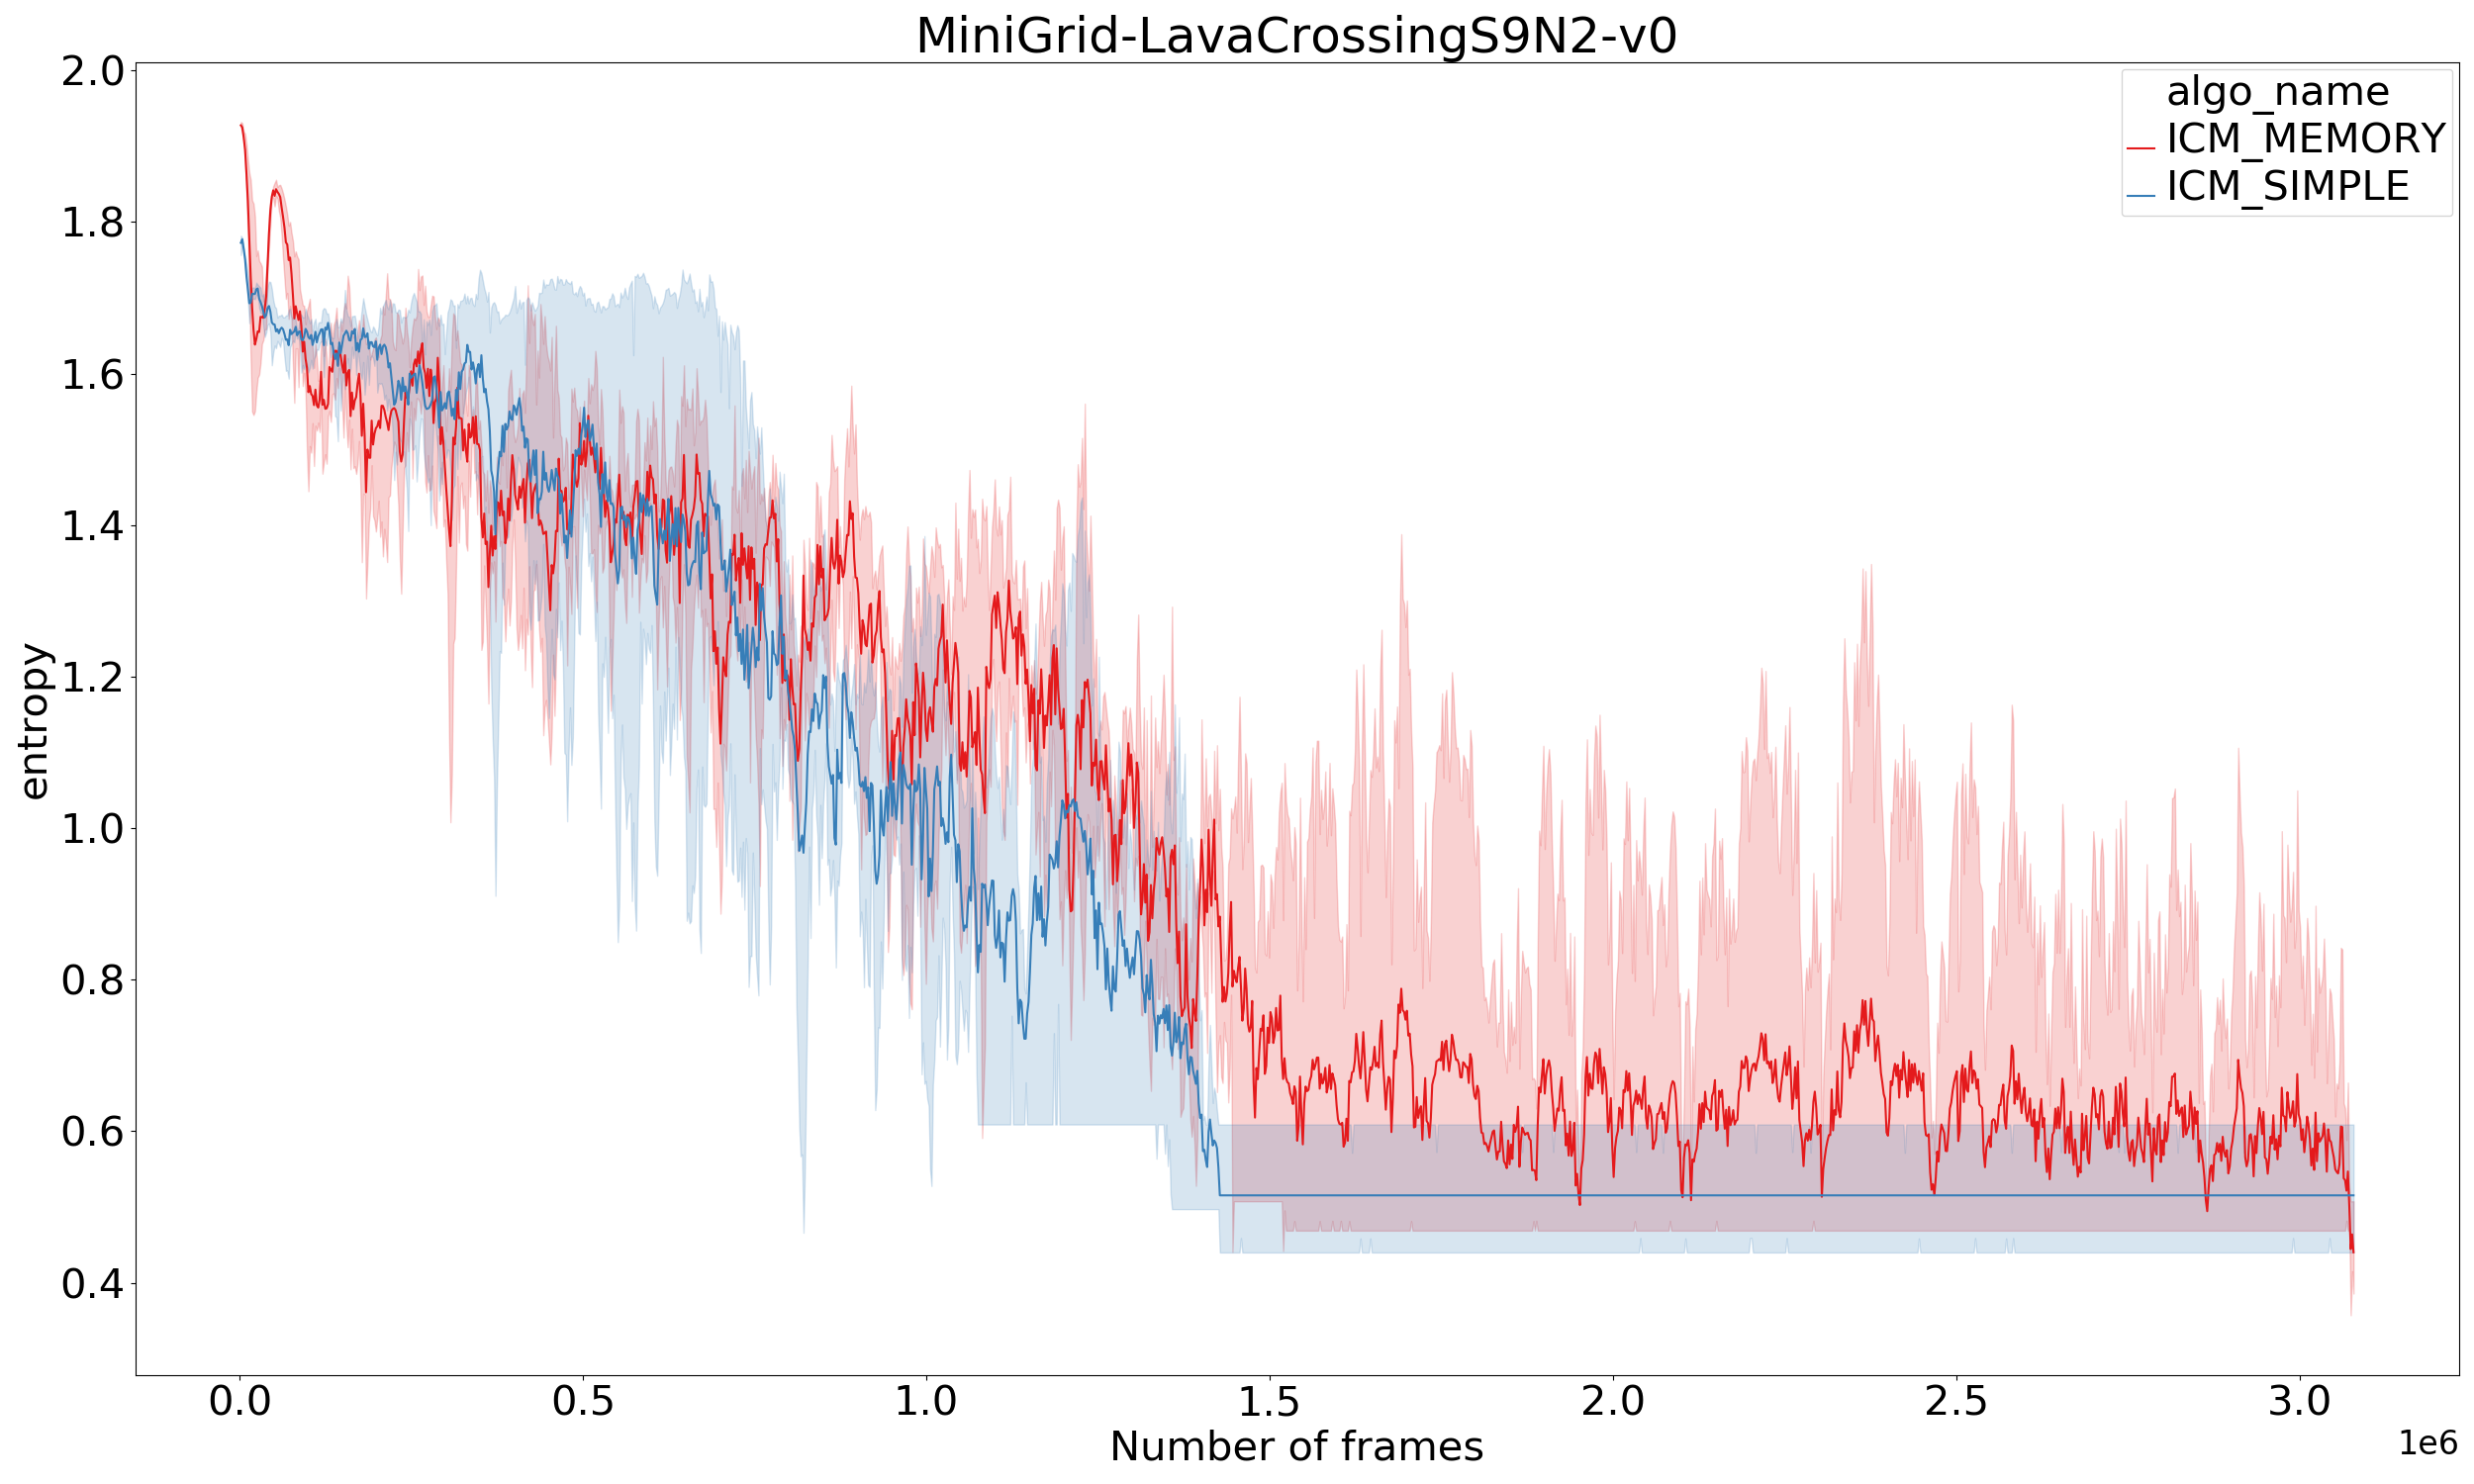 MiniGrid-LavaCrossingS9N2-v0
algo_name
ICM_MEMORY
ICM_SIMPLE
entropy
2.0
1.8
1.6
1.4
1.2
1.0
0.8
0.6
0.4
0.0 0.5 1.0 1.5 2.0 2.5 3.0
Number of frames
1e6